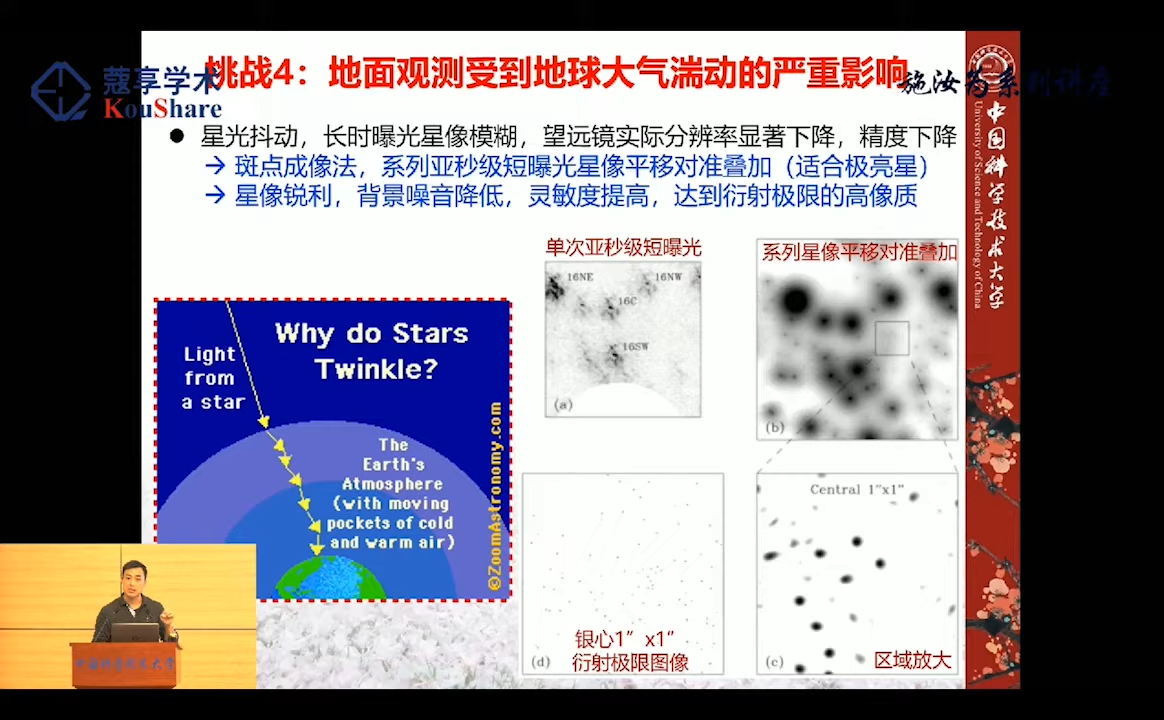 蔻享学术
KouShare
挑战4：地面观测受到地球大气湍动的严重影响
施汝为系列讲座
● 星光抖动，长时曝光星像模糊，望远镜实际分辨率显著下降，精度下降
→ 斑点成像法，系列亚秒级短曝光星像平移对准叠加（适合极亮星）
→ 星像锐利，背景噪音降低，灵敏度提高，达到衍射极限的高像质
中国科学技术大学
University of Science and Technology of China
Why do Stars
Twinkle?
Light
from
a star
The
Earth's
Atmosphere
(with moving
pockets of cold
and warm air)
©ZoomAstronomy.com
单次亚秒级短曝光
16NE
16NW
16C
16SW
(a)
系列星像平移对准叠加
(b)
银心1”x1”
衍射极限图像
(d)
Central 1"x1"
(c)
区域放大
中国科学技术大学